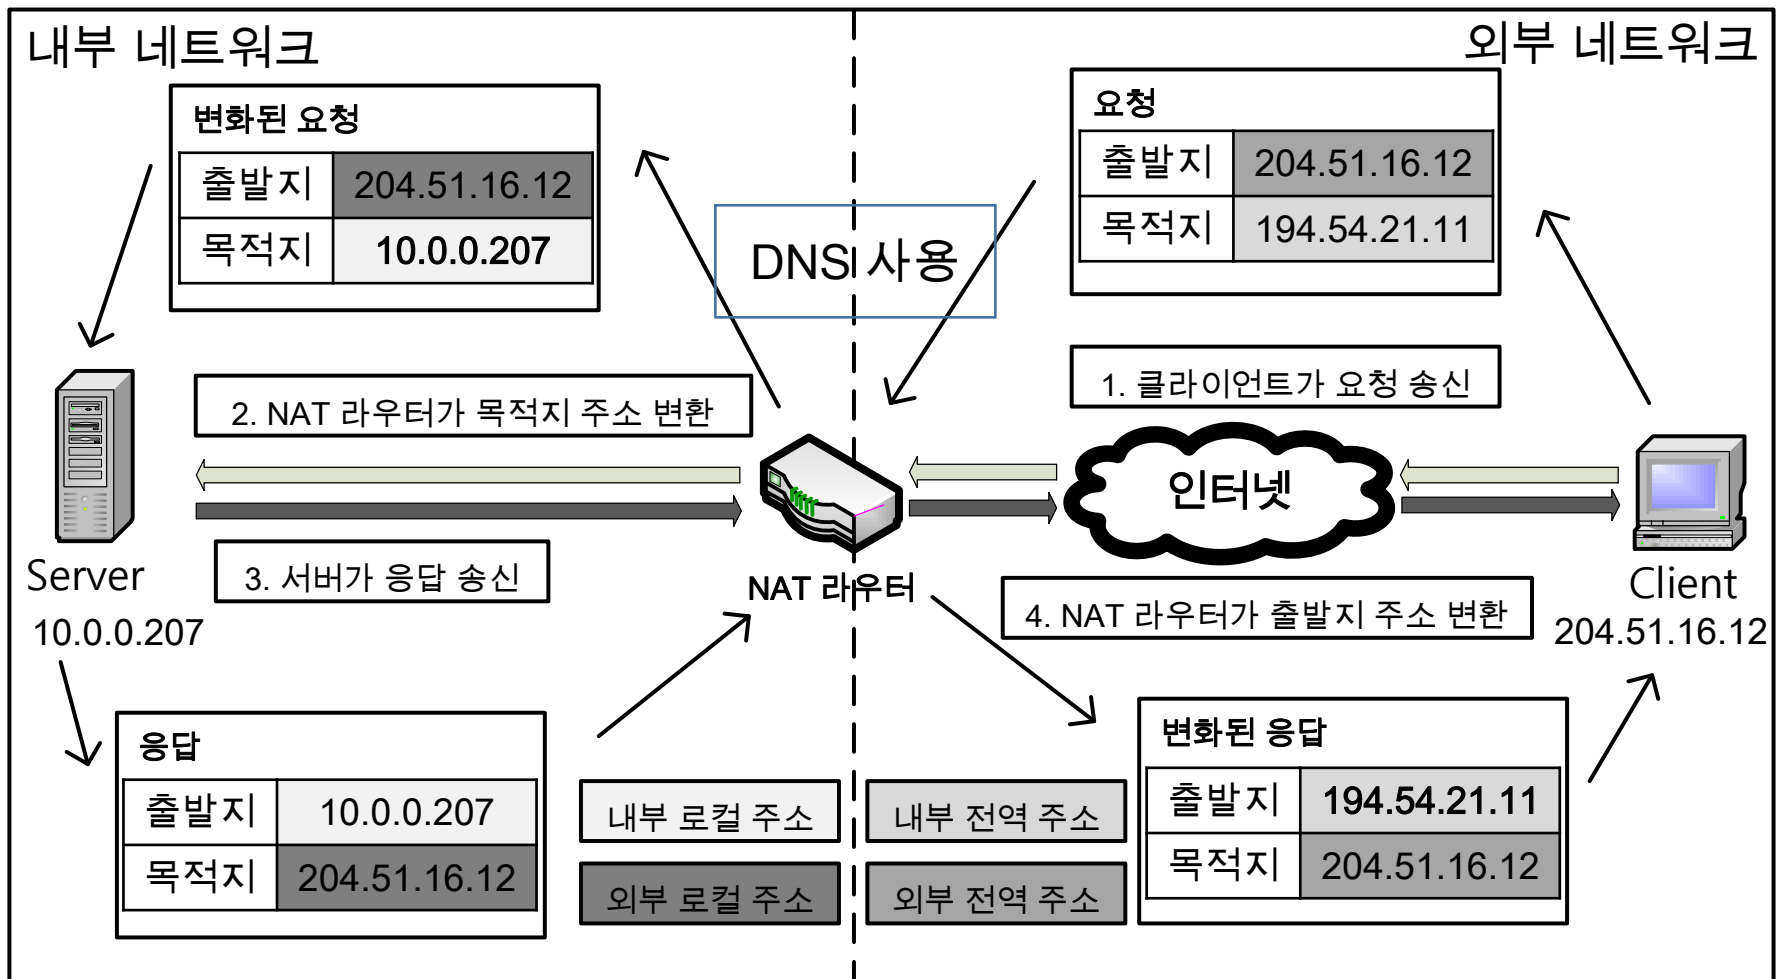 내부 네트워크
외부 네트워크
변화된 요청
출발지 204.51.16.12
목적지 10.0.0.207
요청
출발지 204.51.16.12
목적지 194.54.21.11
DNS 사용
1. 클라이언트가 요청 송신
2. NAT 라우터가 목적지 주소 변환
인터넷
Server
10.0.0.207
3. 서버가 응답 송신
NAT 라우터
4. NAT 라우터가 출발지 주소 변환
Client
204.51.16.12
응답
출발지 10.0.0.207
목적지 204.51.16.12
내부 로컬 주소
내부 전역 주소
외부 로컬 주소
외부 전역 주소
변화된 응답
출발지 194.54.21.11
목적지 204.51.16.12